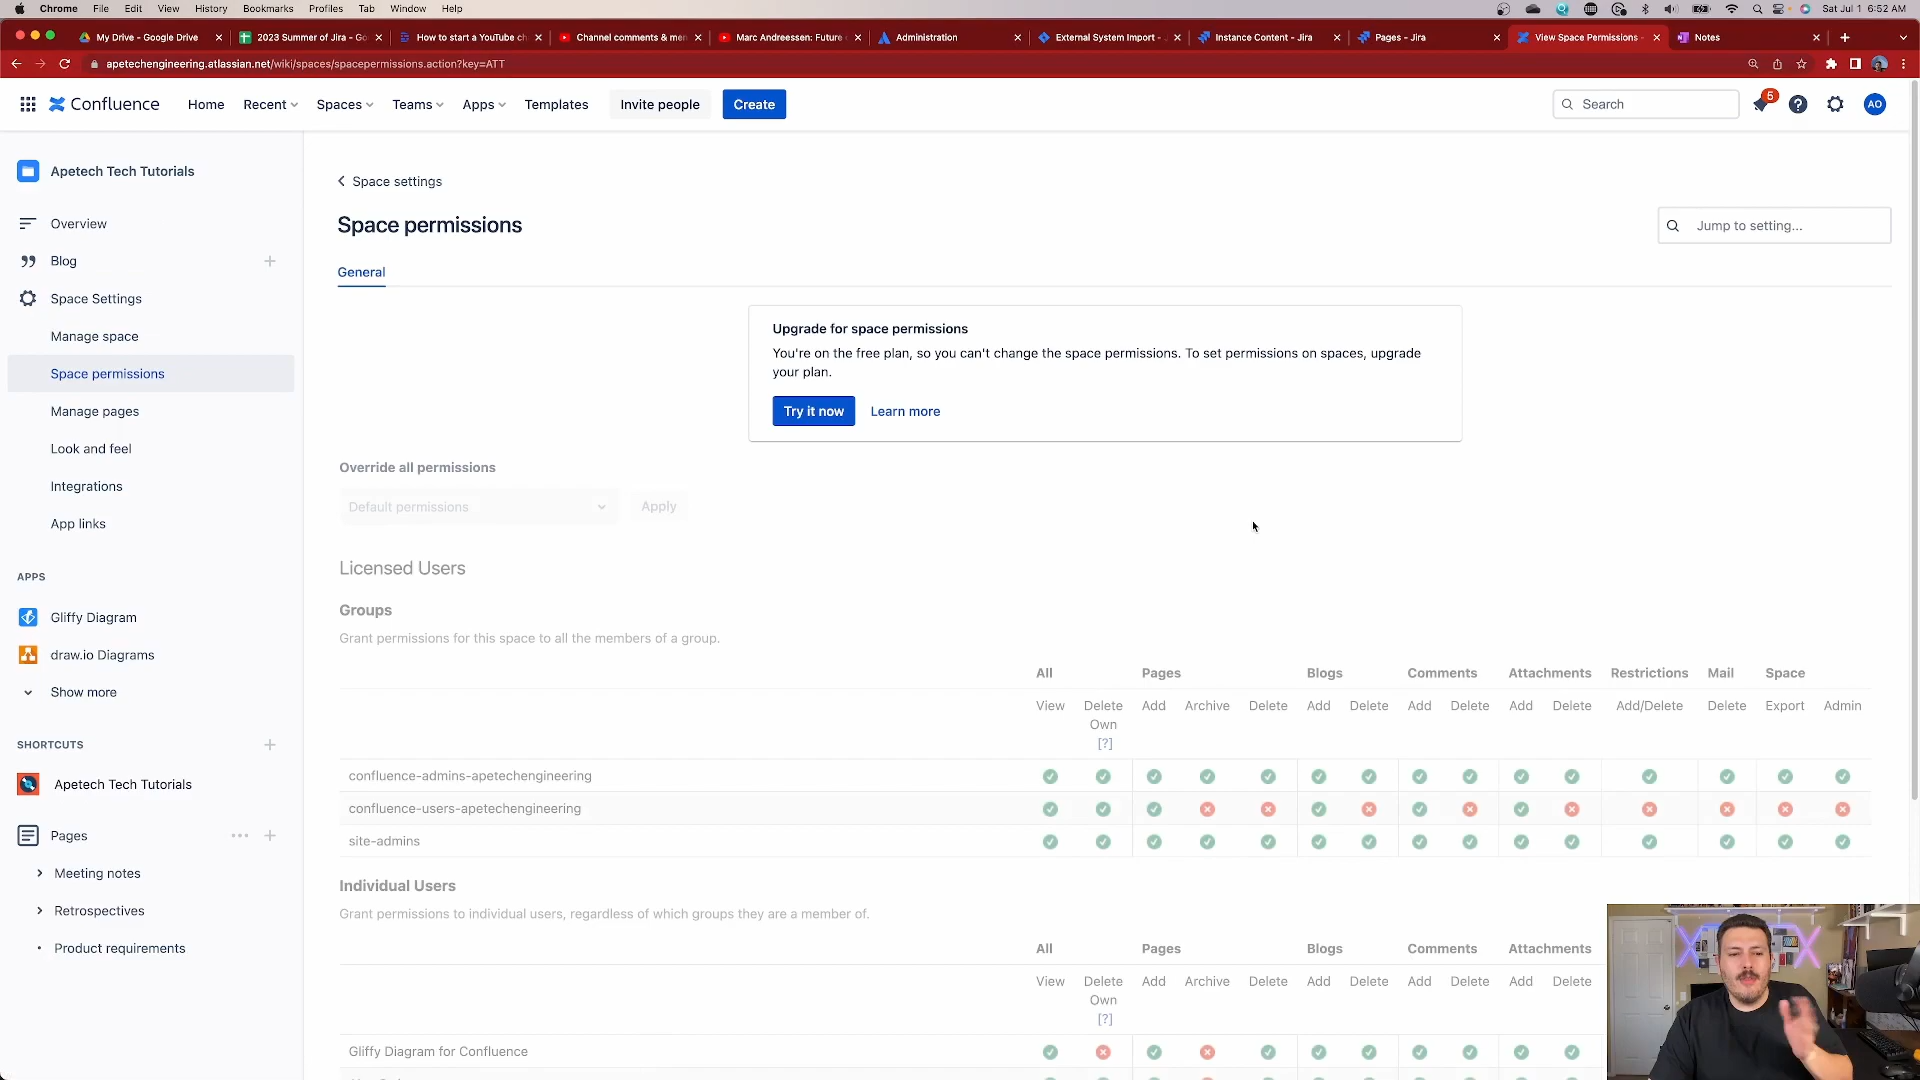 Chrome File Edit View History Bookmarks Profiles Tab Window Help Sat Jul 1 6:52 AM
My Drive - Google Drive 2023 Summer of Jira - Go How to start a YouTube ch Channel comments & men Marc Andreessen: Future Administration External System Import - J Instance Content - Jira Pages - Jira View Space Permissions - Notes
apetechengineering.atlassian.net/wiki/spaces/spacepermissions.action?key=ATT
Confluence Home Recent Spaces Teams Apps Templates Invite people Create Search 5 AO
Apetech Tech Tutorials
Overview
Blog
Space Settings
Manage space
Space permissions
Manage pages
Look and feel
Integrations
App links
APPS
Gliffy Diagram
draw.io Diagrams
Show more
SHORTCUTS
Apetech Tech Tutorials
Pages
Meeting notes
Retrospectives
Product requirements
Space settings
Space permissions
Jump to setting...
General
Upgrade for space permissions
You're on the free plan, so you can't change the space permissions. To set permissions on spaces, upgrade
your plan.
Try it now Learn more
Override all permissions
Default permissions Apply
Licensed Users
Groups
Grant permissions for this space to all the members of a group.
All Pages Blogs Comments Attachments Restrictions Mail Space
View Delete Add Archive Delete Add Delete Add Delete Add Delete Add/Delete Delete Export Admin
Own
[?]
confluence-admins-apetechengineering
confluence-users-apetechengineering
site-admins
Individual Users
Grant permissions to individual users, regardless of which groups they are a member of.
All Pages Blogs Comments Attachments
View Delete Add Archive Delete Add Delete Add Delete Add Delete
Own
[?]
Gliffy Diagram for Confluence